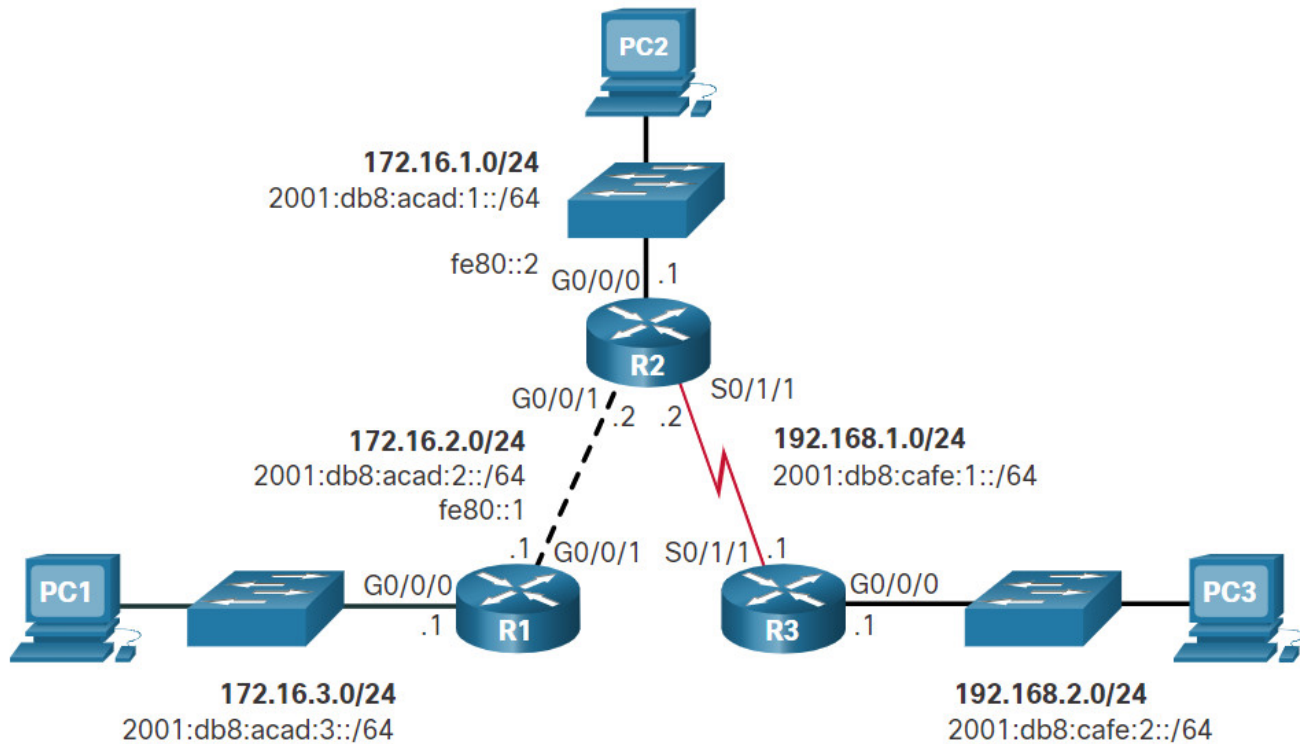 PC2
172.16.1.0/24
2001:db8:acad:1::/64
fe80::2
G0/0/0
.1
R2
G0/0/1
.2
.2
S0/1/1
172.16.2.0/24
2001:db8:acad:2::/64
fe80::1
192.168.1.0/24
2001:db8:cafe:1::/64
.1
G0/0/1
S0/1/1
.1
PC1
G0/0/0
.1
R1
R3
G0/0/0
.1
PC3
172.16.3.0/24
2001:db8:acad:3::/64
192.168.2.0/24
2001:db8:cafe:2::/64